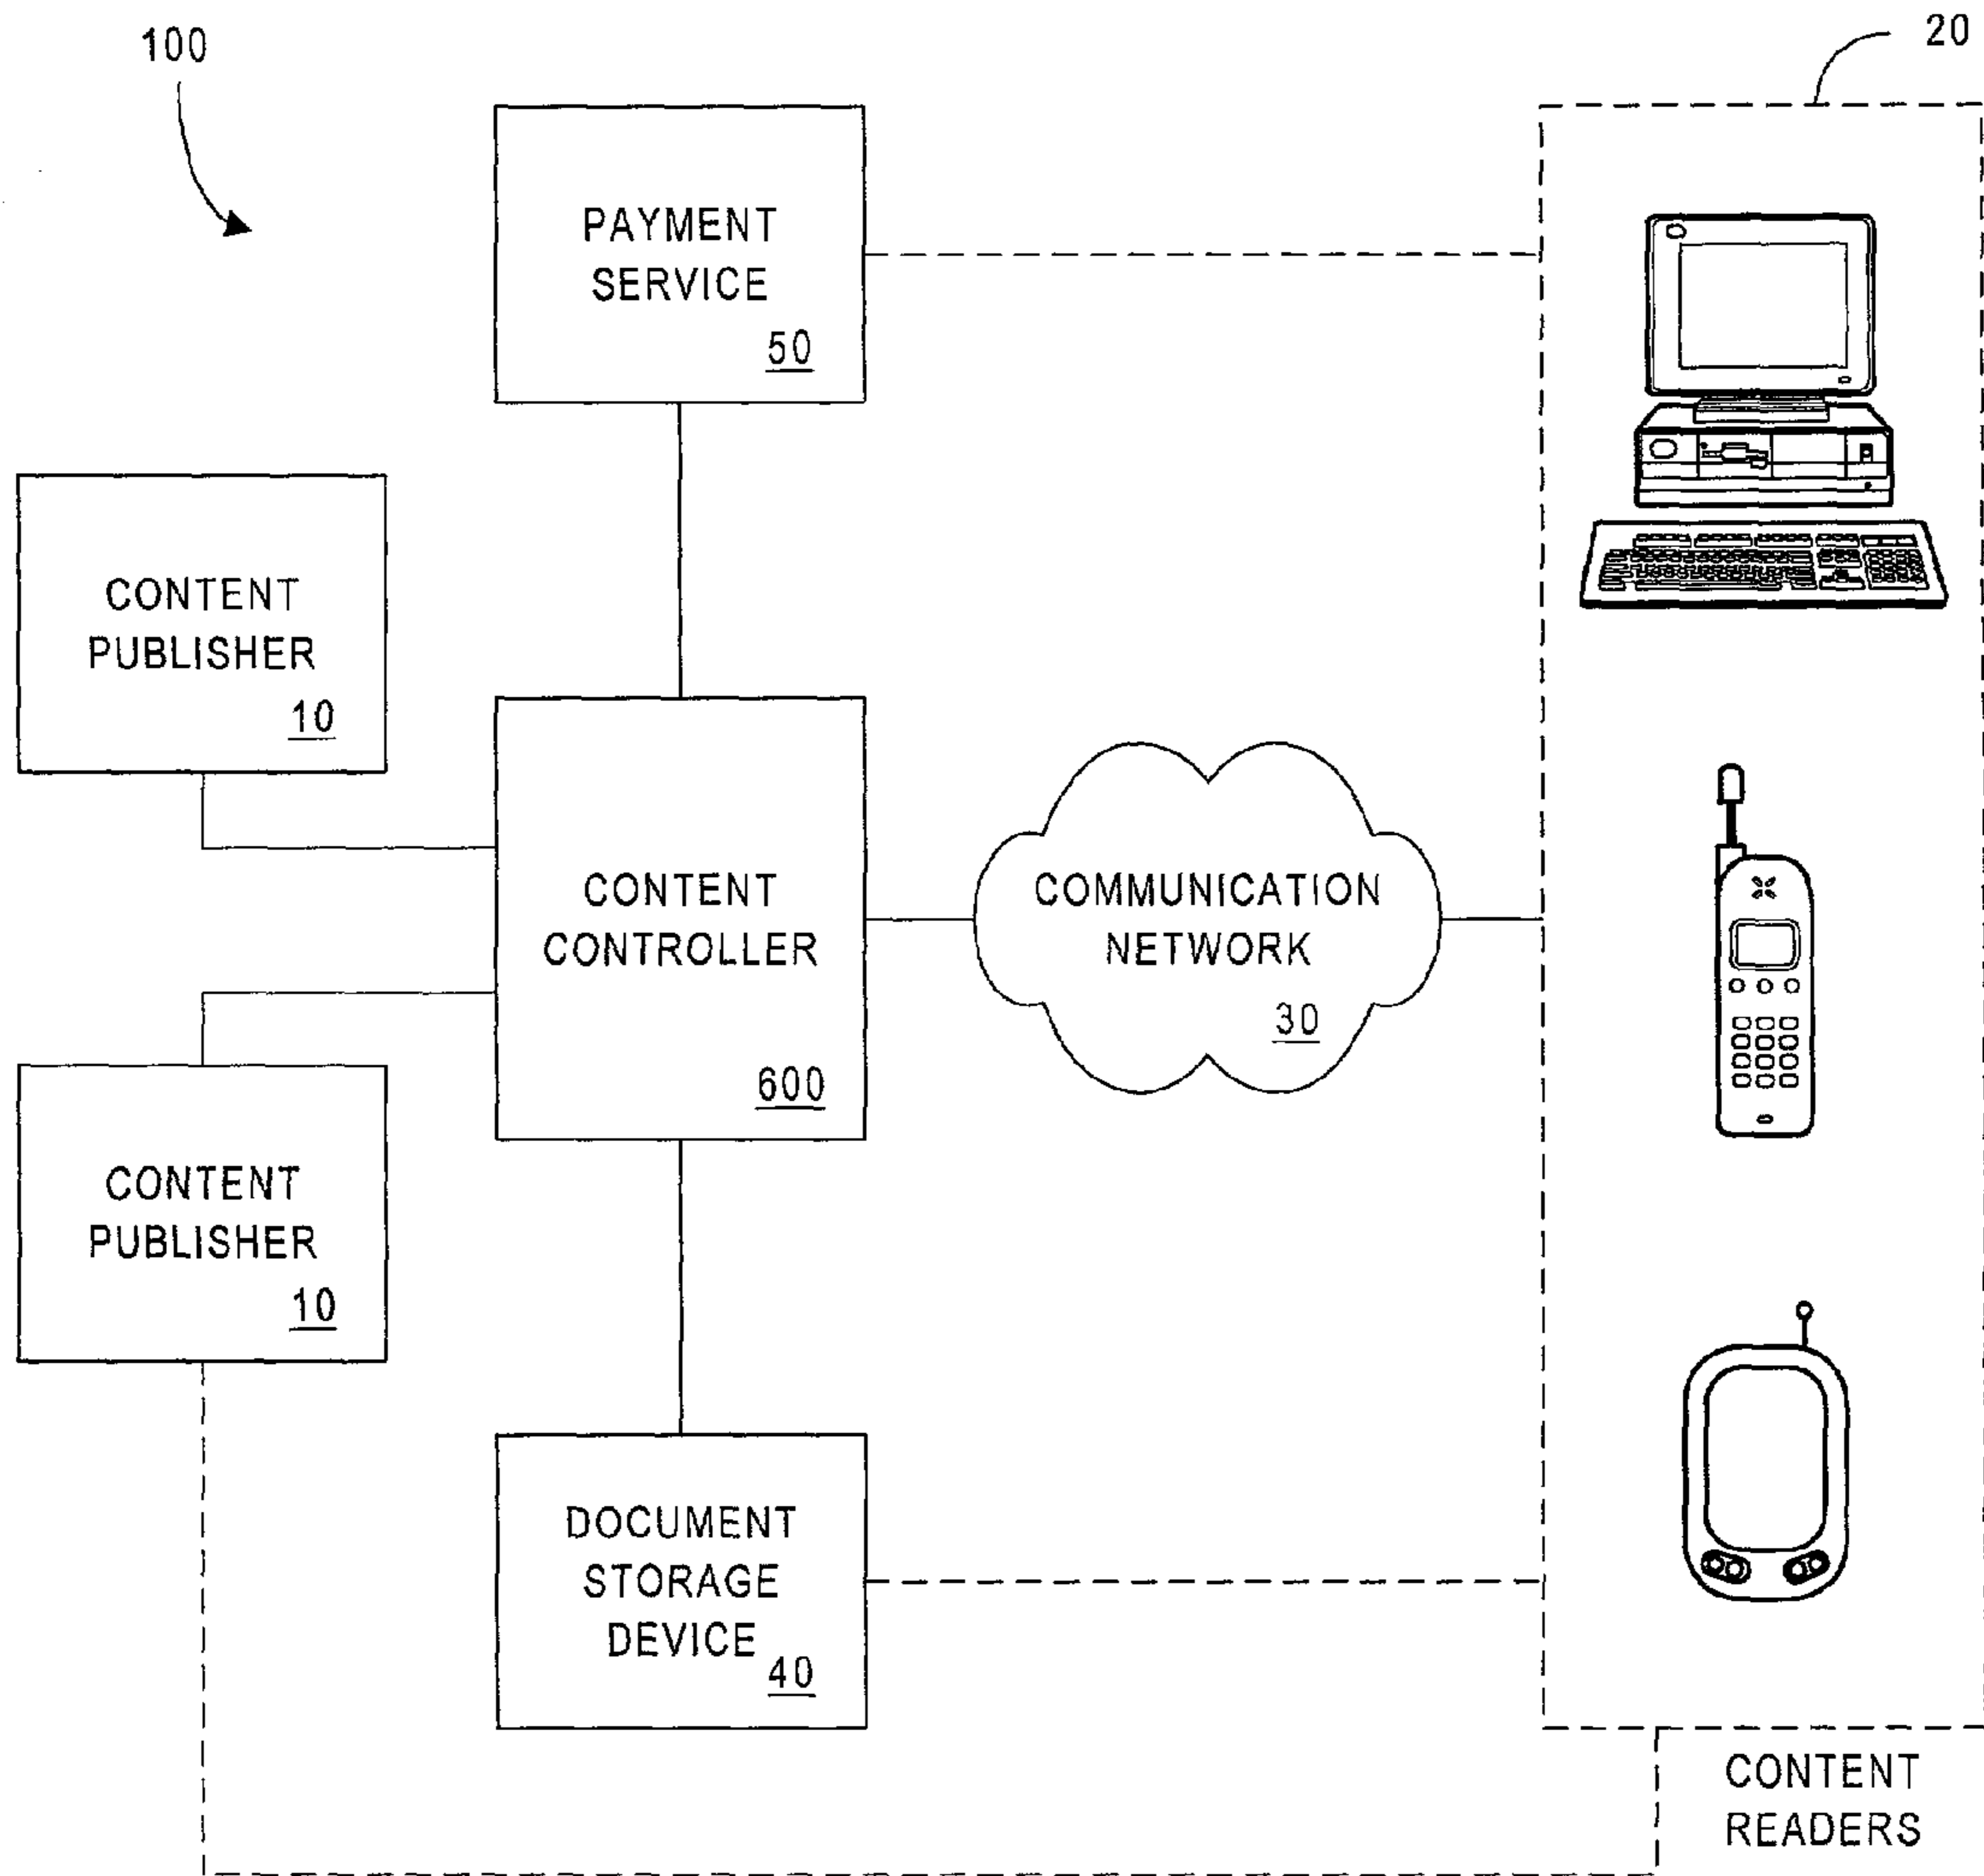 100
20
PAYMENT
SERVICE
50
CONTENT
PUBLISHER
10
CONTENT
CONTROLLER
600
COMMUNICATION
NETWORK
30
CONTENT
PUBLISHER
10
DOCUMENT
STORAGE
DEVICE
40
CONTENT
READERS